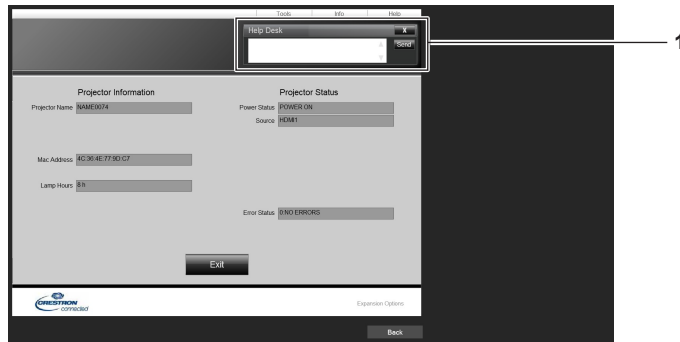 Tools Info Help
Help Desk X
Send
1
Projector Information Projector Status
Projector Name NAME0074 Power Status POWER ON
Source HDMI1
Mac Address 4C:36:4E:77:9D:C7
Lamp Hours 8 h
Error Status 0:NO ERRORS
Exit
CRESTRON
connected
Expansion Options
Back